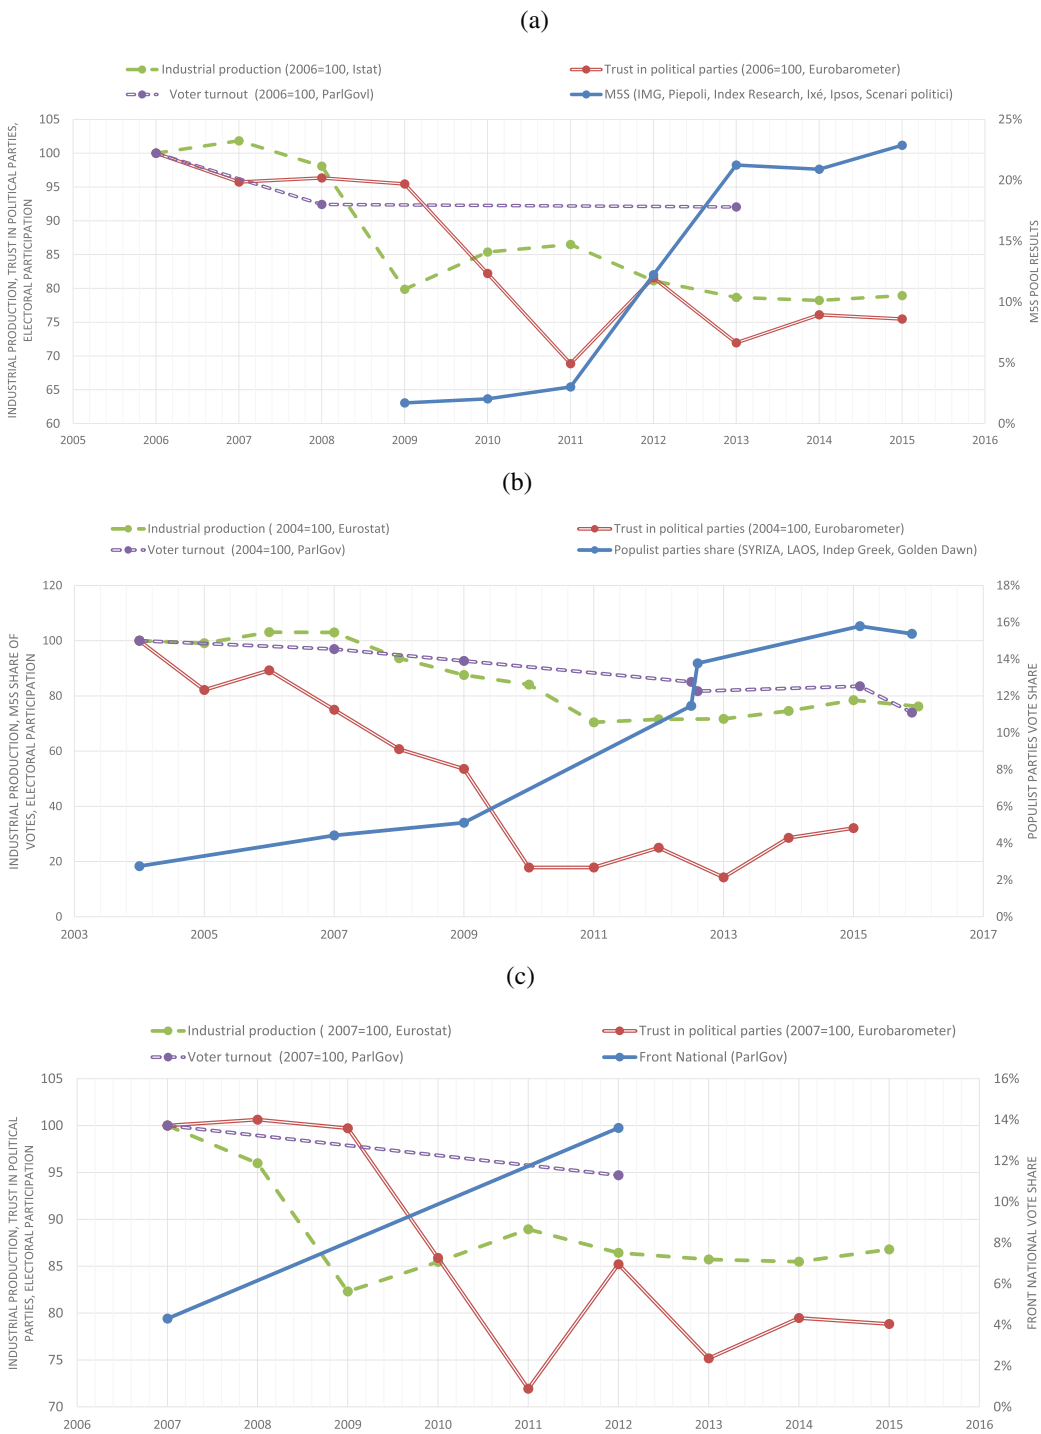 (a)
Industrial production (2006=100, Istat)
Trust in political parties (2006=100, Eurobarometer)
Voter turnout (2006=100, ParlGovl)
M5S (IMG, Piepoli, Index Research, Ixé, Ipsos, Scenari politici)
INDUSTRIAL PRODUCTION, TRUST IN POLITICAL PARTIES,
ELECTORAL PARTICIPATION
105
100
95
90
85
80
75
70
65
60
25%
20%
15%
10%
5%
0%
M5S POOL RESULTS
2005 2006 2007 2008 2009 2010 2011 2012 2013 2014 2015 2016
(b)
Industrial production ( 2004=100, Eurostat)
Trust in political parties (2004=100, Eurobarometer)
Voter turnout (2004=100, ParlGov)
Populist parties share (SYRIZA, LAOS, Indep Greek, Golden Dawn)
INDUSTRIAL PRODUCTION, M5S SHARE OF
VOTES, ELECTORAL PARTICIPATION
120
100
80
60
40
20
0
18%
16%
14%
12%
10%
8%
6%
4%
2%
0%
POPULIST PARTIES VOTE SHARE
2003 2005 2007 2009 2011 2013 2015 2017
(c)
Industrial production ( 2007=100, Eurostat)
Trust in political parties (2007=100, Eurobarometer)
Voter turnout (2007=100, ParlGov)
Front National (ParlGov)
INDUSTRIAL PRODUCTION, TRUST IN POLITICAL
PARTIES, ELECTORAL PARTICIPATION
105
100
95
90
85
80
75
70
16%
14%
12%
10%
8%
6%
4%
2%
0%
FRONT NATIONAL VOTE SHARE
2006 2007 2008 2009 2010 2011 2012 2013 2014 2015 2016